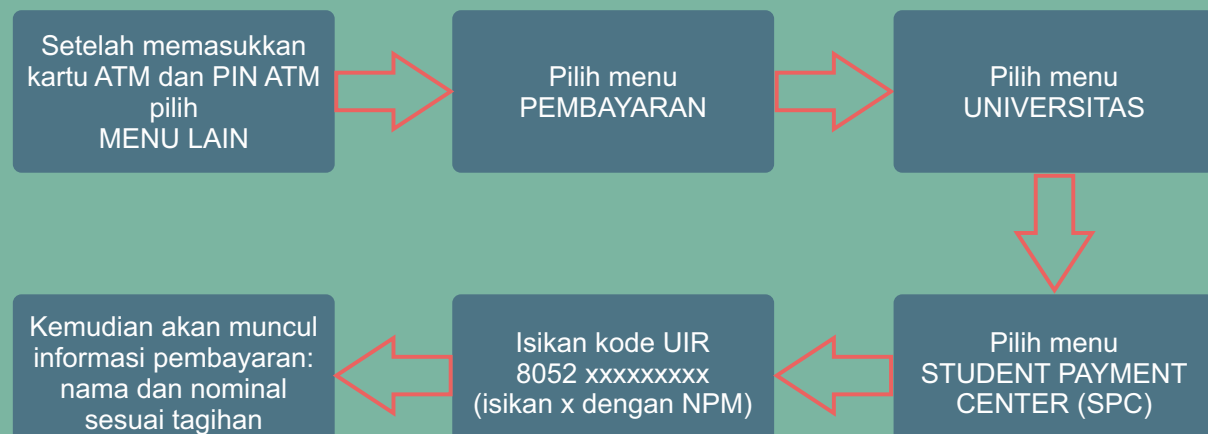 Setelah memasukkan
kartu ATM dan PIN ATM
pilih
MENU LAIN
Pilih menu
PEMBAYARAN
Pilih menu
UNIVERSITAS
Pilih menu
STUDENT PAYMENT
CENTER (SPC)
Isikan kode UIR
8052 xxxxxxxxx
(isikan x dengan NPM)
Kemudian akan muncul
informasi pembayaran:
nama dan nominal
sesuai tagihan